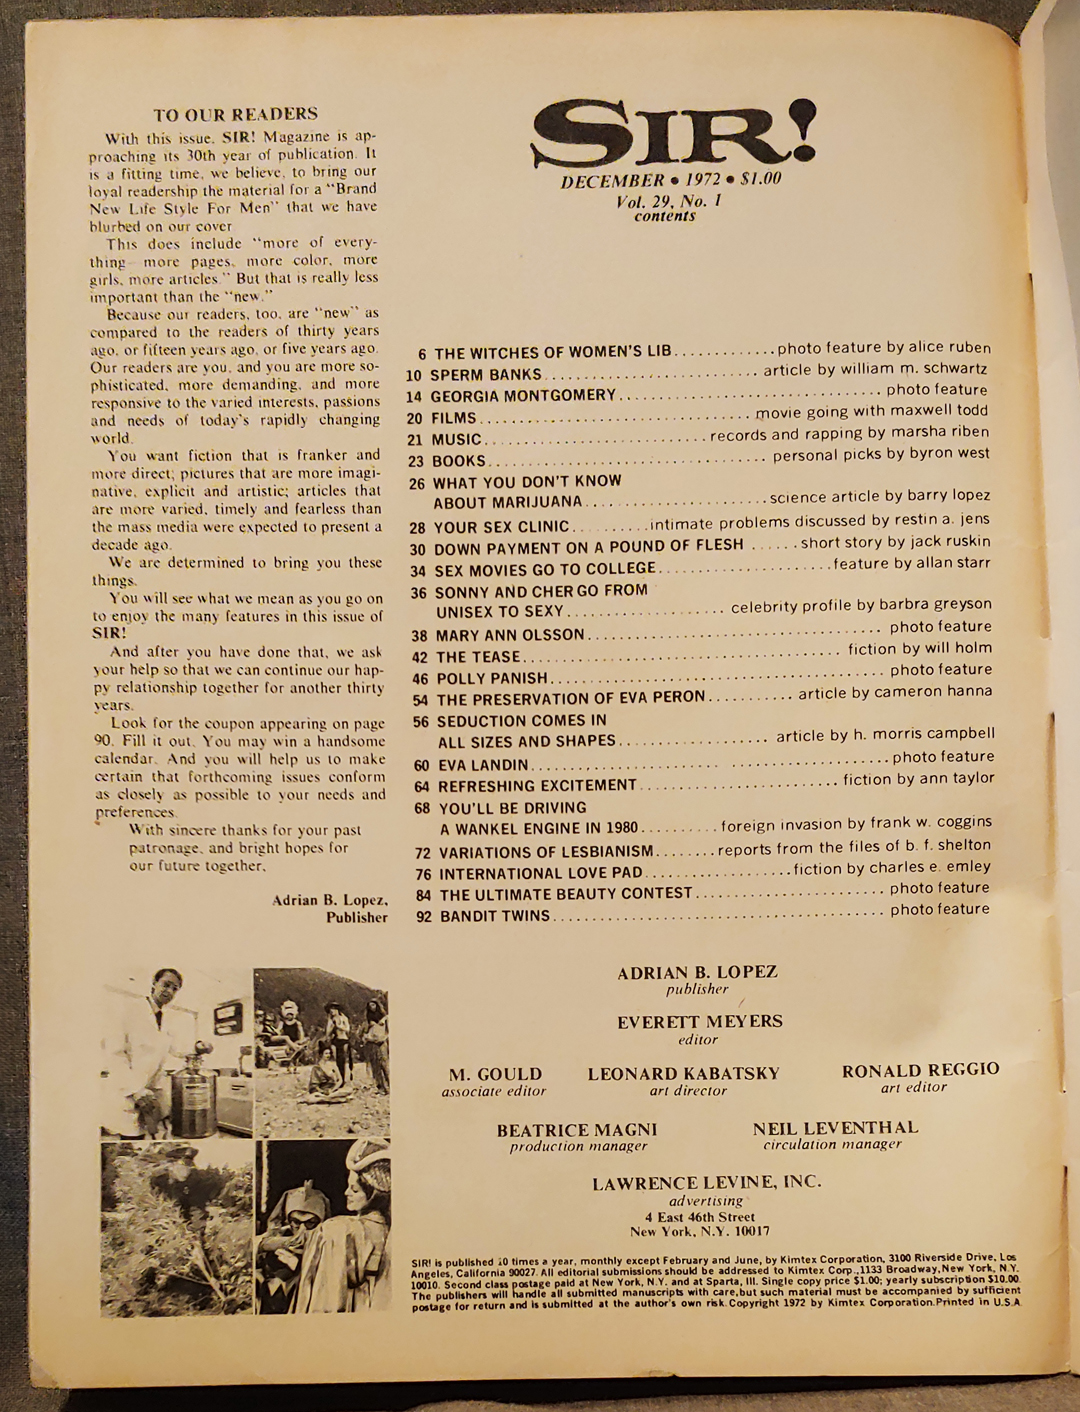 TO OUR READERS
With this issue, SIR! Magazine is ap-
proaching its 30th year of publication. It
is a fitting time, we believe, to bring our
loyal readership the material for a "Brand
New Life Style For Men" that we have
blurbed on our cover
This does include "more of every-
thing more pages, more color, more
girls, more articles." But that is really less
important than the "new."
Because our readers, too, are "new" as
compared to the readers of thirty years
ago, or fifteen years ago, or five years ago.
Our readers are you, and you are more so-
phisticated, more demanding, and more
responsive to the varied interests, passions
and needs of today's rapidly changing
world.
You want fiction that is franker and
more direct; pictures that are more imagi-
native, explicit and artistic; articles that
are more varied, timely and fearless than
the mass media were expected to present a
decade ago.
We are determined to bring you these
things.
You will see what we mean as you go on
to enjoy the many features in this issue of
SIR!
And after you have done that, we ask
your help so that we can continue our hap-
py relationship together for another thirty
years.
Look for the coupon appearing on page
90. Fill it out. You may win a handsome
calendar. And you will help us to make
certain that forthcoming issues conform
as closely as possible to your needs and
preferences.
With sincere thanks for your past
patronage, and bright hopes for
our future together,
Adrian B. Lopez,
Publisher
SIR!
DECEMBER • 1972 • $1.00
Vol. 29, No. 1
contents
6 THE WITCHES OF WOMEN'S LIB............. photo feature by alice ruben
10 SPERM BANKS........................... article by william m. schwartz
14 GEORGIA MONTGOMERY................................. photo feature
20 FILMS.................................. movie going with maxwell todd
21 MUSIC............................ records and rapping by marsha riben
23 BOOKS................................... personal picks by byron west
26 WHAT YOU DON'T KNOW
ABOUT MARIJUANA....................... science article by barry lopez
28 YOUR SEX CLINIC.......... intimate problems discussed by restin a. jens
30 DOWN PAYMENT ON A POUND OF FLESH ...... short story by jack ruskin
34 SEX MOVIES GO TO COLLEGE...................... feature by allan starr
36 SONNY AND CHER GO FROM
UNISEX TO SEXY.................... celebrity profile by barbra greyson
38 MARY ANN OLSSON..................................... photo feature
42 THE TEASE........................................ fiction by will holm
46 POLLY PANISH.......................................... photo feature
54 THE PRESERVATION OF EVA PERON........... article by cameron hanna
56 SEDUCTION COMES IN
ALL SIZES AND SHAPES................... article by h. morris campbell
60 EVA LANDIN............................................ photo feature
64 REFRESHING EXCITEMENT......................... fiction by ann taylor
68 YOU'LL BE DRIVING
A WANKEL ENGINE IN 1980.......... foreign invasion by frank w. coggins
72 VARIATIONS OF LESBIANISM........ reports from the files of b. f. shelton
76 INTERNATIONAL LOVE PAD................... fiction by charles e. emley
84 THE ULTIMATE BEAUTY CONTEST........................ photo feature
92 BANDIT TWINS.......................................... photo feature
ADRIAN B. LOPEZ
publisher
EVERETT MEYERS
editor
M. GOULD LEONARD KABATSKY RONALD REGGIO
associate editor art director art editor
BEATRICE MAGNI NEIL LEVENTHAL
production manager circulation manager
LAWRENCE LEVINE, INC.
advertising
4 East 46th Street
New York, N.Y. 10017
SIR! is published 10 times a year, monthly except February and June, by Kimtex Corporation, 3100 Riverside Drive, Los
Angeles, California 90027. All editorial submissions should be addressed to Kimtex Corp., 1133 Broadway, New York, N.Y.
10010. Second class postage paid at New York, N.Y. and at Sparta, Ill. Single copy price $1.00; yearly subscription $10.00.
The publishers will handle all submitted manuscripts with care, but such material must be accompanied by sufficient
postage for return and is submitted at the author's own risk. Copyright 1972 by Kimtex Corporation. Printed in U.S.A.